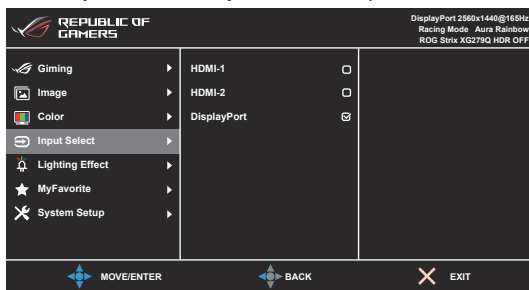 REPUBLIC OF
GAMERS
DisplayPort 2560x1440@165Hz
Racing Mode Aura Rainbow
ROG Strix XG279Q HDR OFF
Giming
Image
Color
Input Select
Lighting Effect
MyFavorite
System Setup
HDMI-1
HDMI-2
DisplayPort
MOVE/ENTER
BACK
EXIT